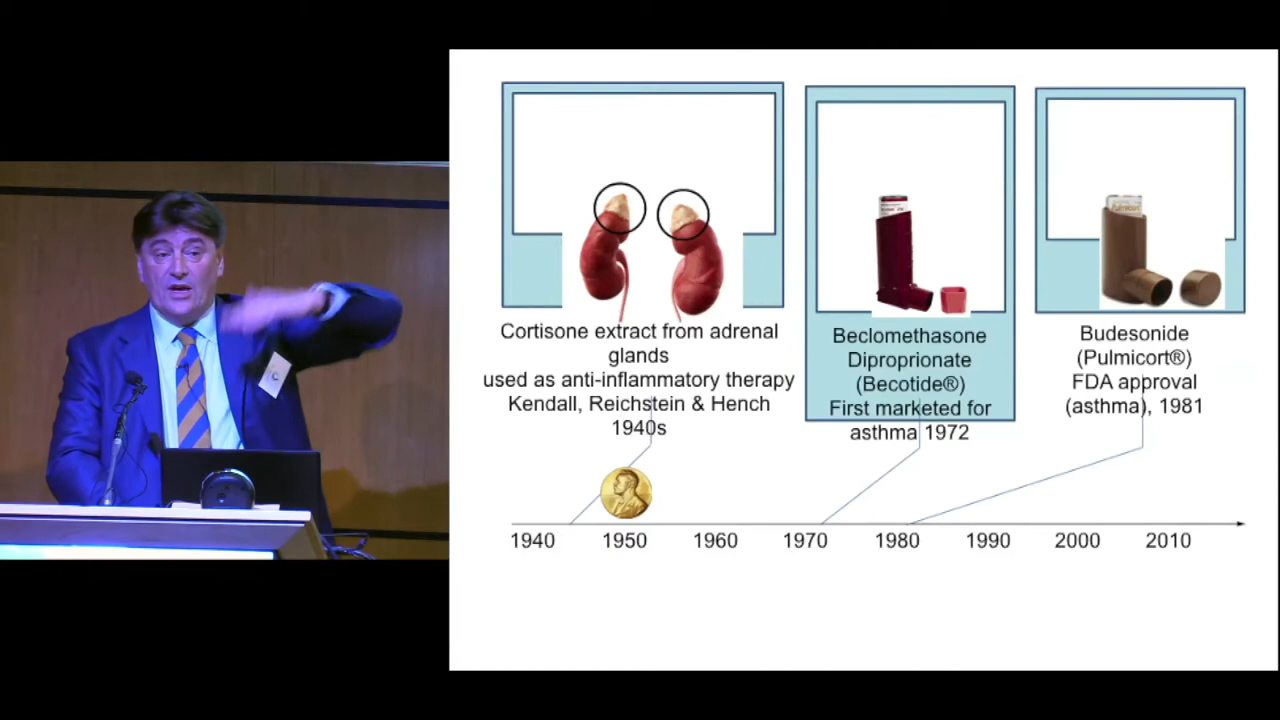 Cortisone extract from adrenal
glands
used as anti-inflammatory therapy
Kendall, Reichstein & Hench
1940s
Beclomethasone
Diproprionate
(Becotide®)
First marketed for
asthma 1972
Pulmicort
Budesonide
(Pulmicort®)
FDA approval
(asthma), 1981
1940 1950 1960 1970 1980 1990 2000 2010